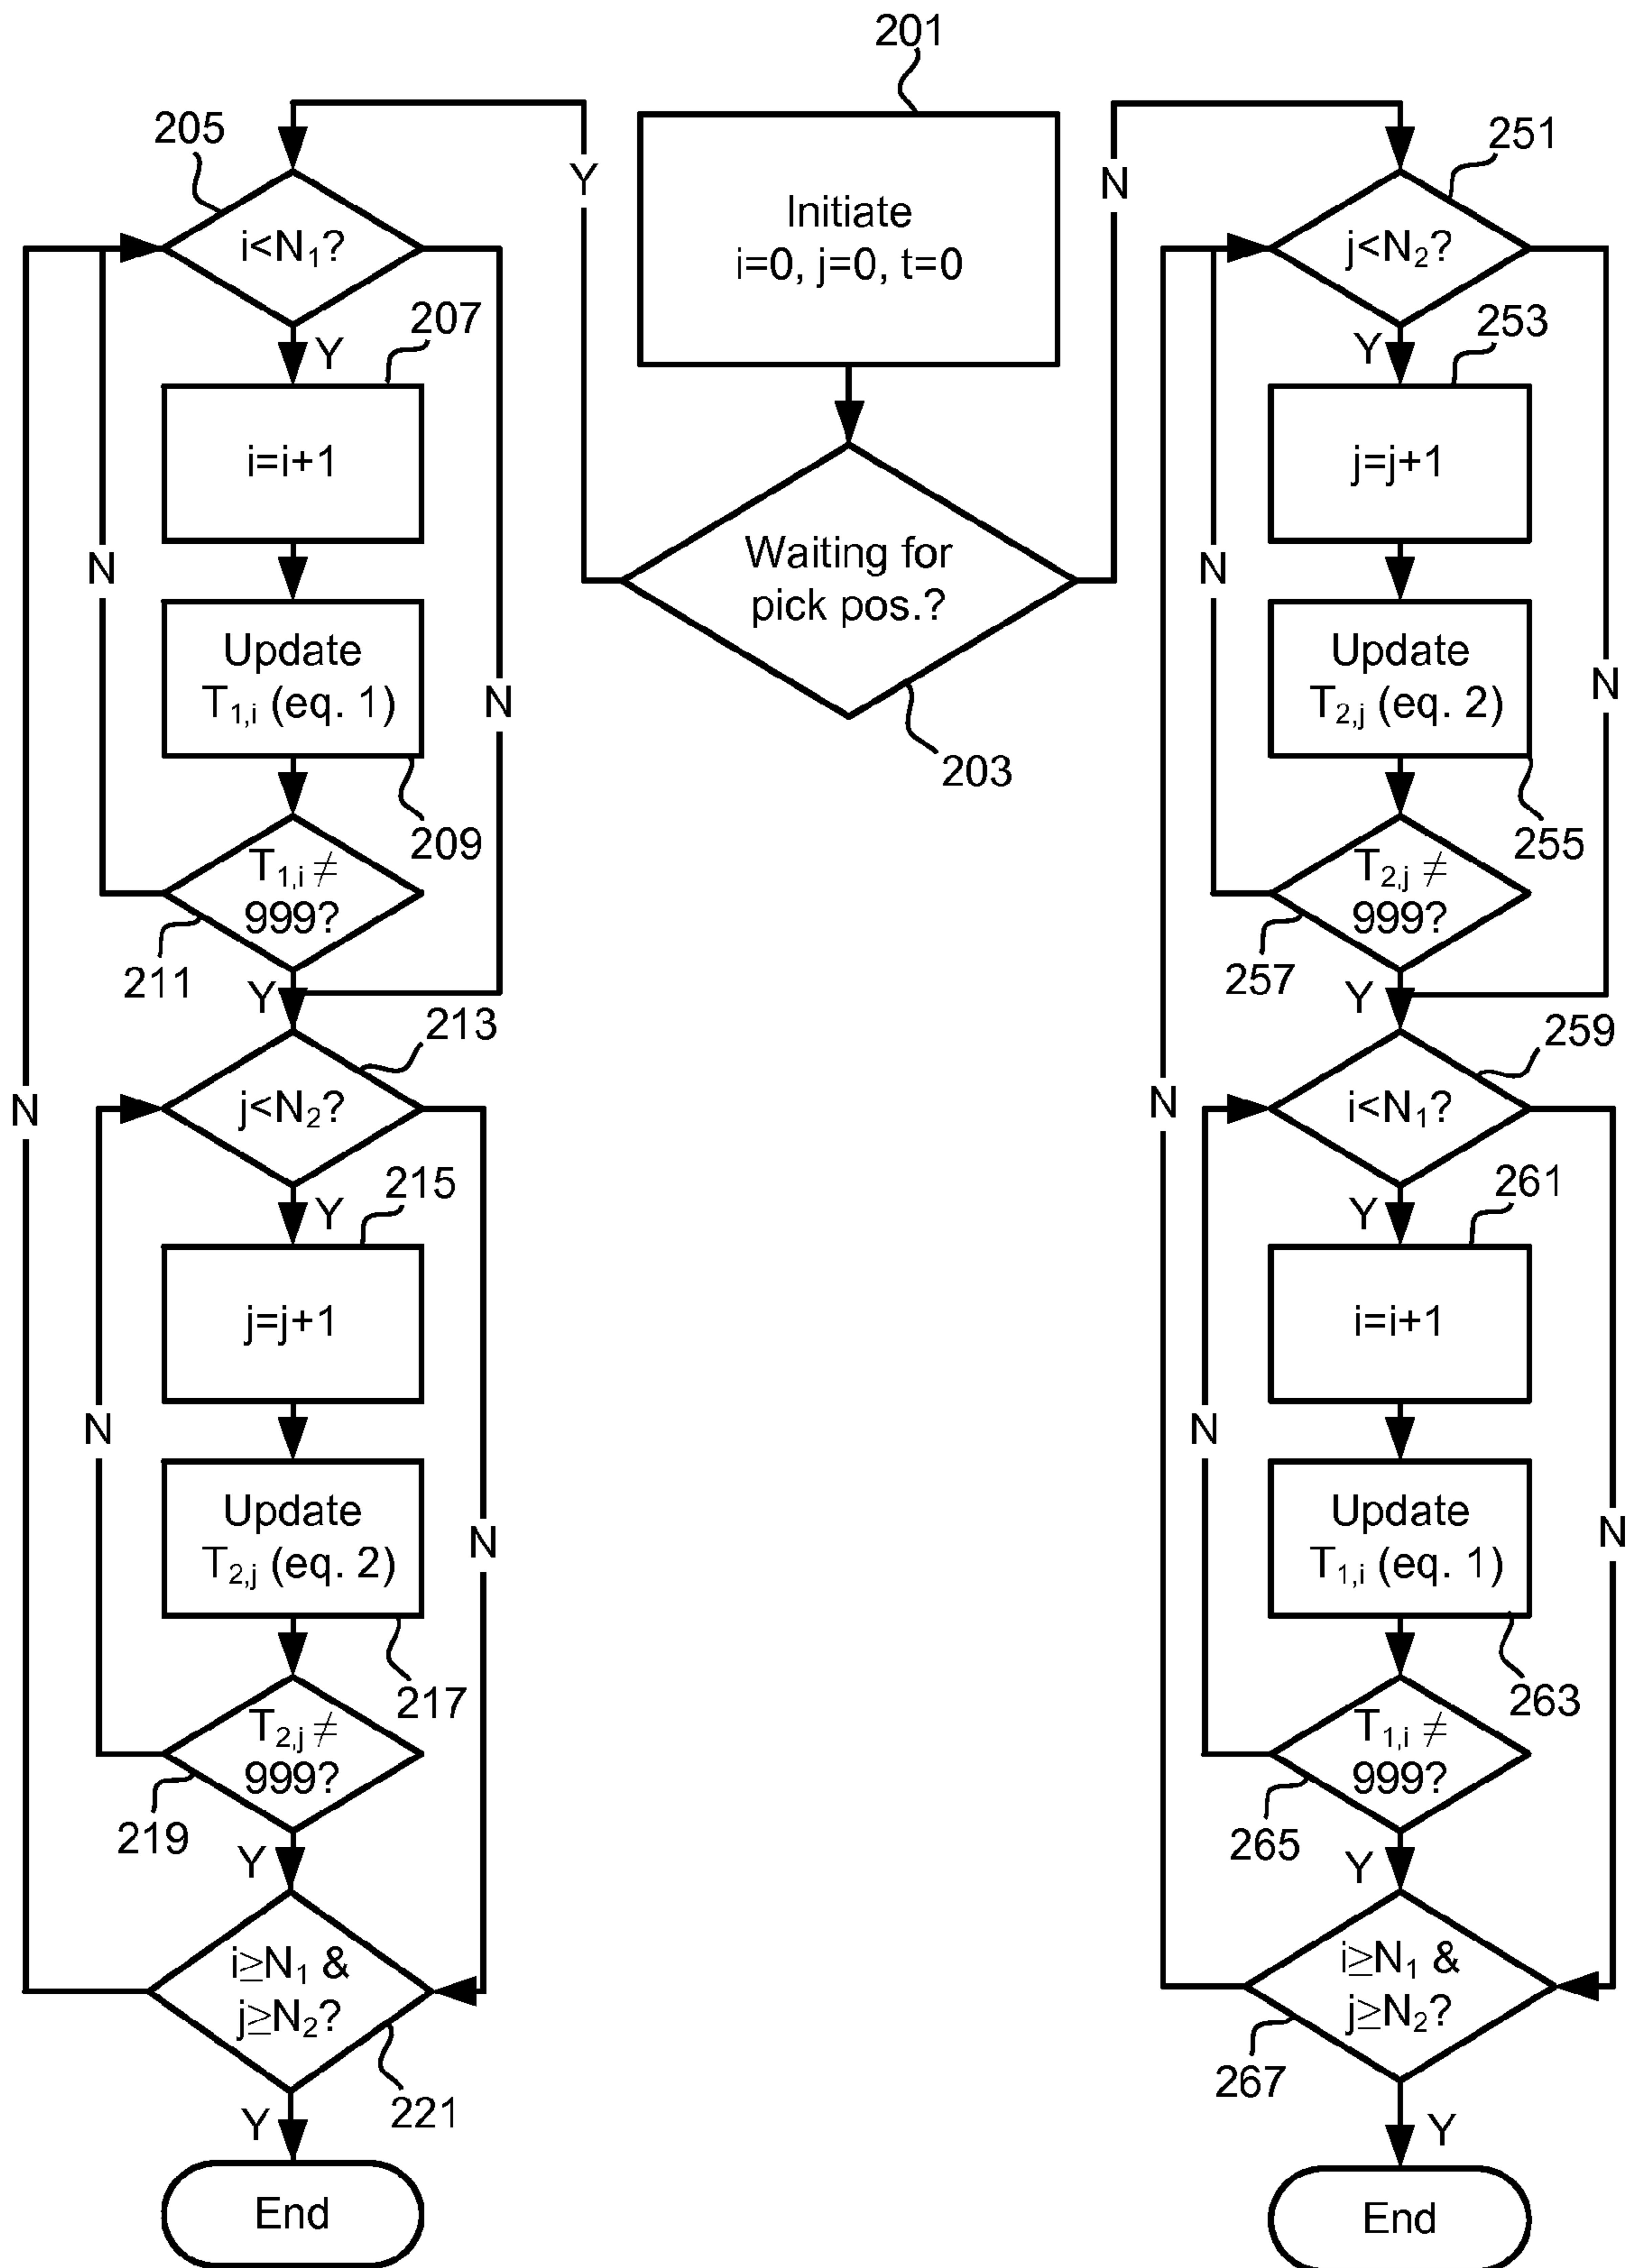 201
Initiate
i=0, j=0, t=0
Waiting for
pick pos.?
203
Y
N
205
i<N₁?
Y
N
207
i=i+1
Update
T₁,ᵢ (eq. 1)
209
N
T₁,ᵢ ≠
999?
211
Y
213
j<N₂?
Y
N
215
j=j+1
Update
T₂,ⱼ (eq. 2)
217
N
T₂,ⱼ ≠
999?
219
Y
N
i≥N₁ &
j≥N₂?
221
Y
End
251
j<N₂?
Y
N
253
j=j+1
Update
T₂,ⱼ (eq. 2)
255
N
T₂,ⱼ ≠
999?
257
Y
259
i<N₁?
Y
N
261
i=i+1
Update
T₁,ᵢ (eq. 1)
263
N
T₁,ᵢ ≠
999?
265
Y
N
i≥N₁ &
j≥N₂?
267
Y
End